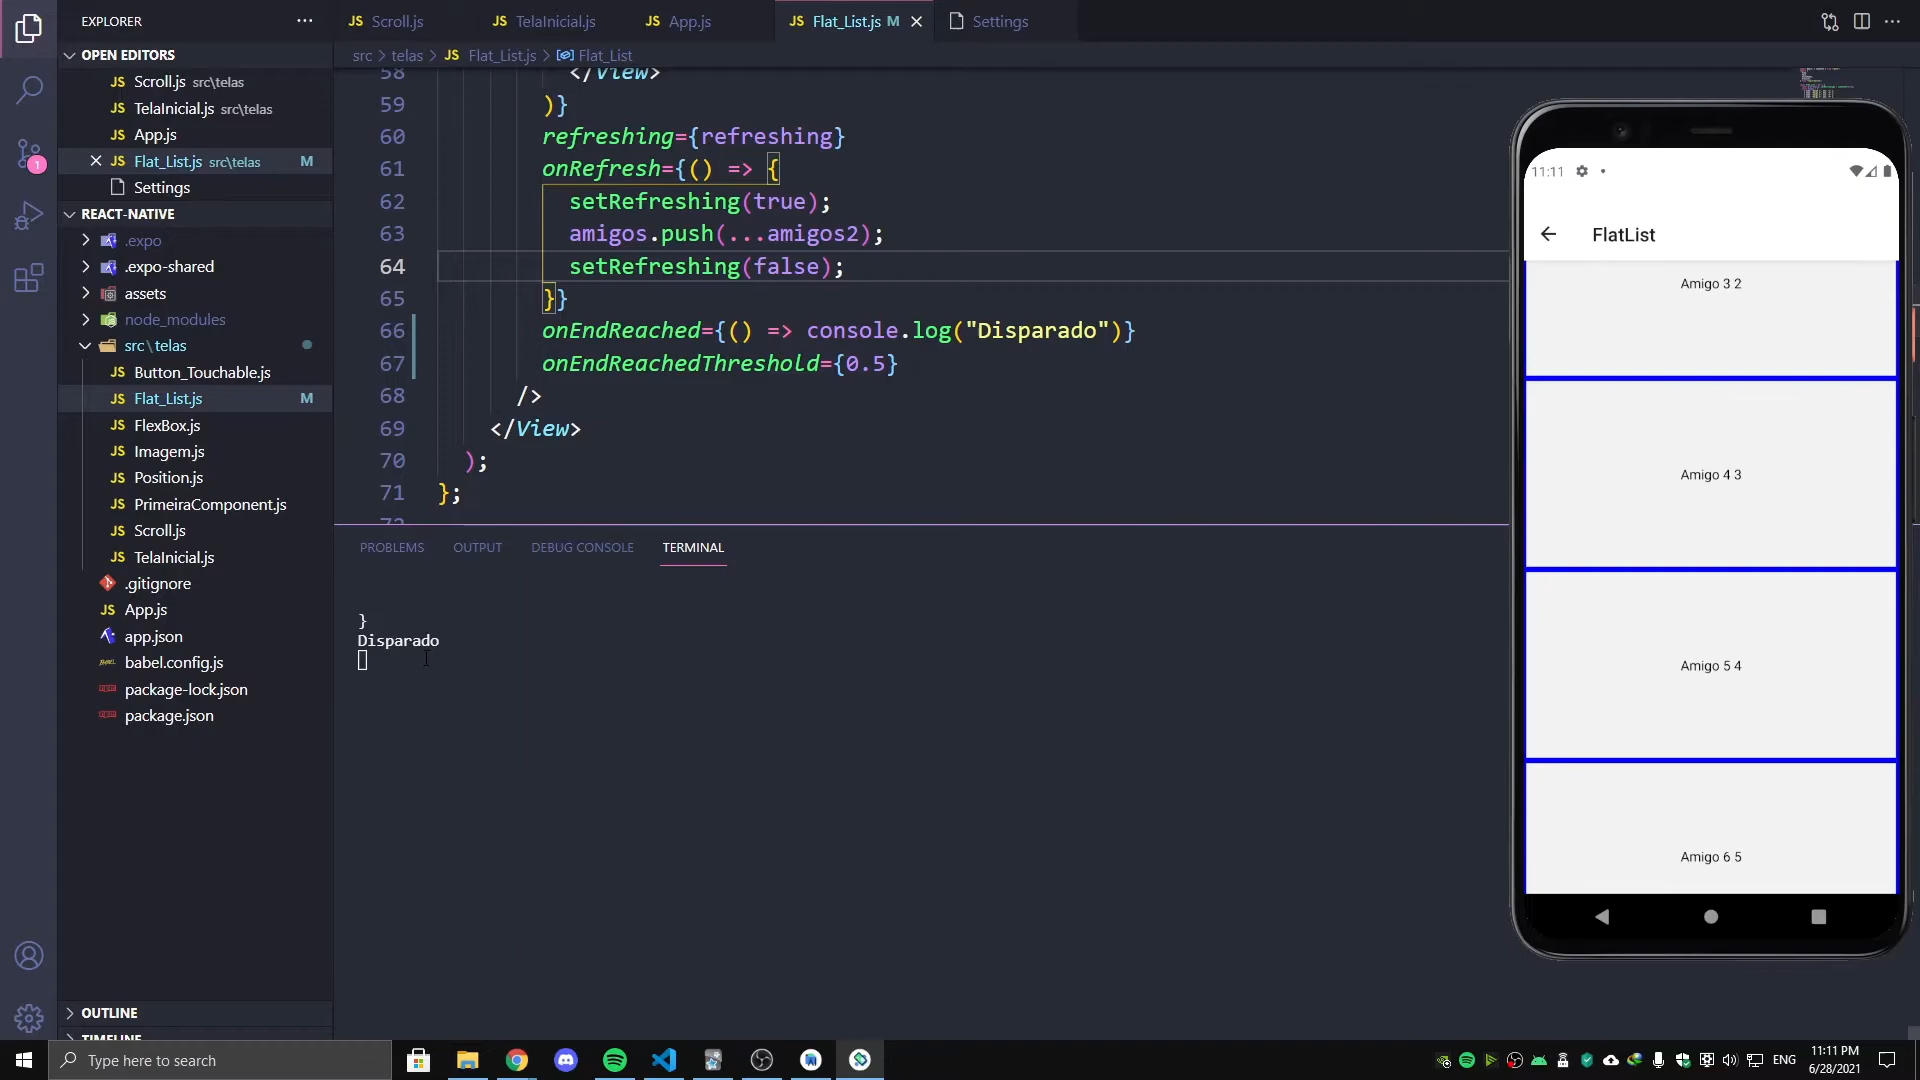 EXPLORER
OPEN EDITORS
JS Scroll.js src\telas
JS TelaInicial.js src\telas
JS App.js
JS Flat_List.js src\telas M
Settings
REACT-NATIVE
.expo
.expo-shared
assets
node_modules
src\telas
JS Button_Touchable.js
JS Flat_List.js M
JS FlexBox.js
JS Imagem.js
JS Position.js
JS PrimeiraComponent.js
JS Scroll.js
JS TelaInicial.js
.gitignore
JS App.js
app.json
babel.config.js
package-lock.json
package.json
OUTLINE
TIMELINE
1
JS Scroll.js JS TelaInicial.js JS App.js JS Flat_List.js M Settings
src > telas > JS Flat_List.js > Flat_List
58 </View>
59 )}
60 refreshing={refreshing}
61 onRefresh={() => {
62 setRefreshing(true);
63 amigos.push(...amigos2);
64 setRefreshing(false);
65 }}
66 onEndReached={() => console.log("Disparado")}
67 onEndReachedThreshold={0.5}
68 />
69 </View>
70 );
71 };
72
PROBLEMS OUTPUT DEBUG CONSOLE TERMINAL
}
Disparado
11:11
FlatList
Amigo 3 2
Amigo 4 3
Amigo 5 4
Amigo 6 5
Type here to search
ENG
11:11 PM
6/28/2021